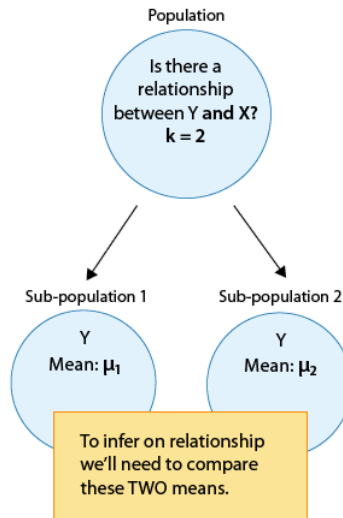 Population
Is there a
relationship
between Y and X?
k = 2
Sub-population 1
Sub-population 2
Y
Mean: μ₁
Y
Mean: μ₂
To infer on relationship
we'll need to compare
these TWO means.